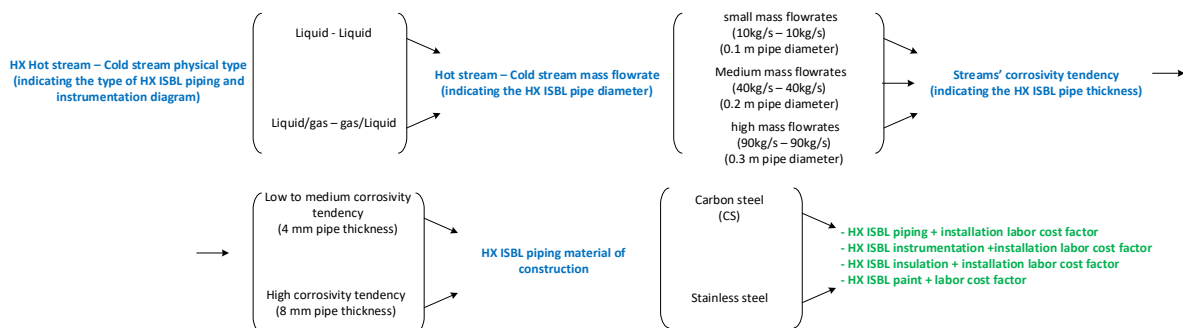 HX Hot stream – Cold stream physical type
(indicating the type of HX ISBL piping and
instrumentation diagram)
Liquid - Liquid
Liquid/gas – gas/Liquid
Hot stream – Cold stream mass flowrate
(indicating the HX ISBL pipe diameter)
small mass flowrates
(10kg/s – 10kg/s)
(0.1 m pipe diameter)
Medium mass flowrates
(40kg/s – 40kg/s)
(0.2 m pipe diameter)
high mass flowrates
(90kg/s – 90kg/s)
(0.3 m pipe diameter)
Streams' corrosivity tendency
(indicating the HX ISBL pipe thickness)
Low to medium corrosivity
tendency
(4 mm pipe thickness)
High corrosivity tendency
(8 mm pipe thickness)
HX ISBL piping material of
construction
Carbon steel
(CS)
Stainless steel
- HX ISBL piping + installation labor cost factor
- HX ISBL instrumentation +installation labor cost factor
- HX ISBL insulation + installation labor cost factor
- HX ISBL paint + labor cost factor